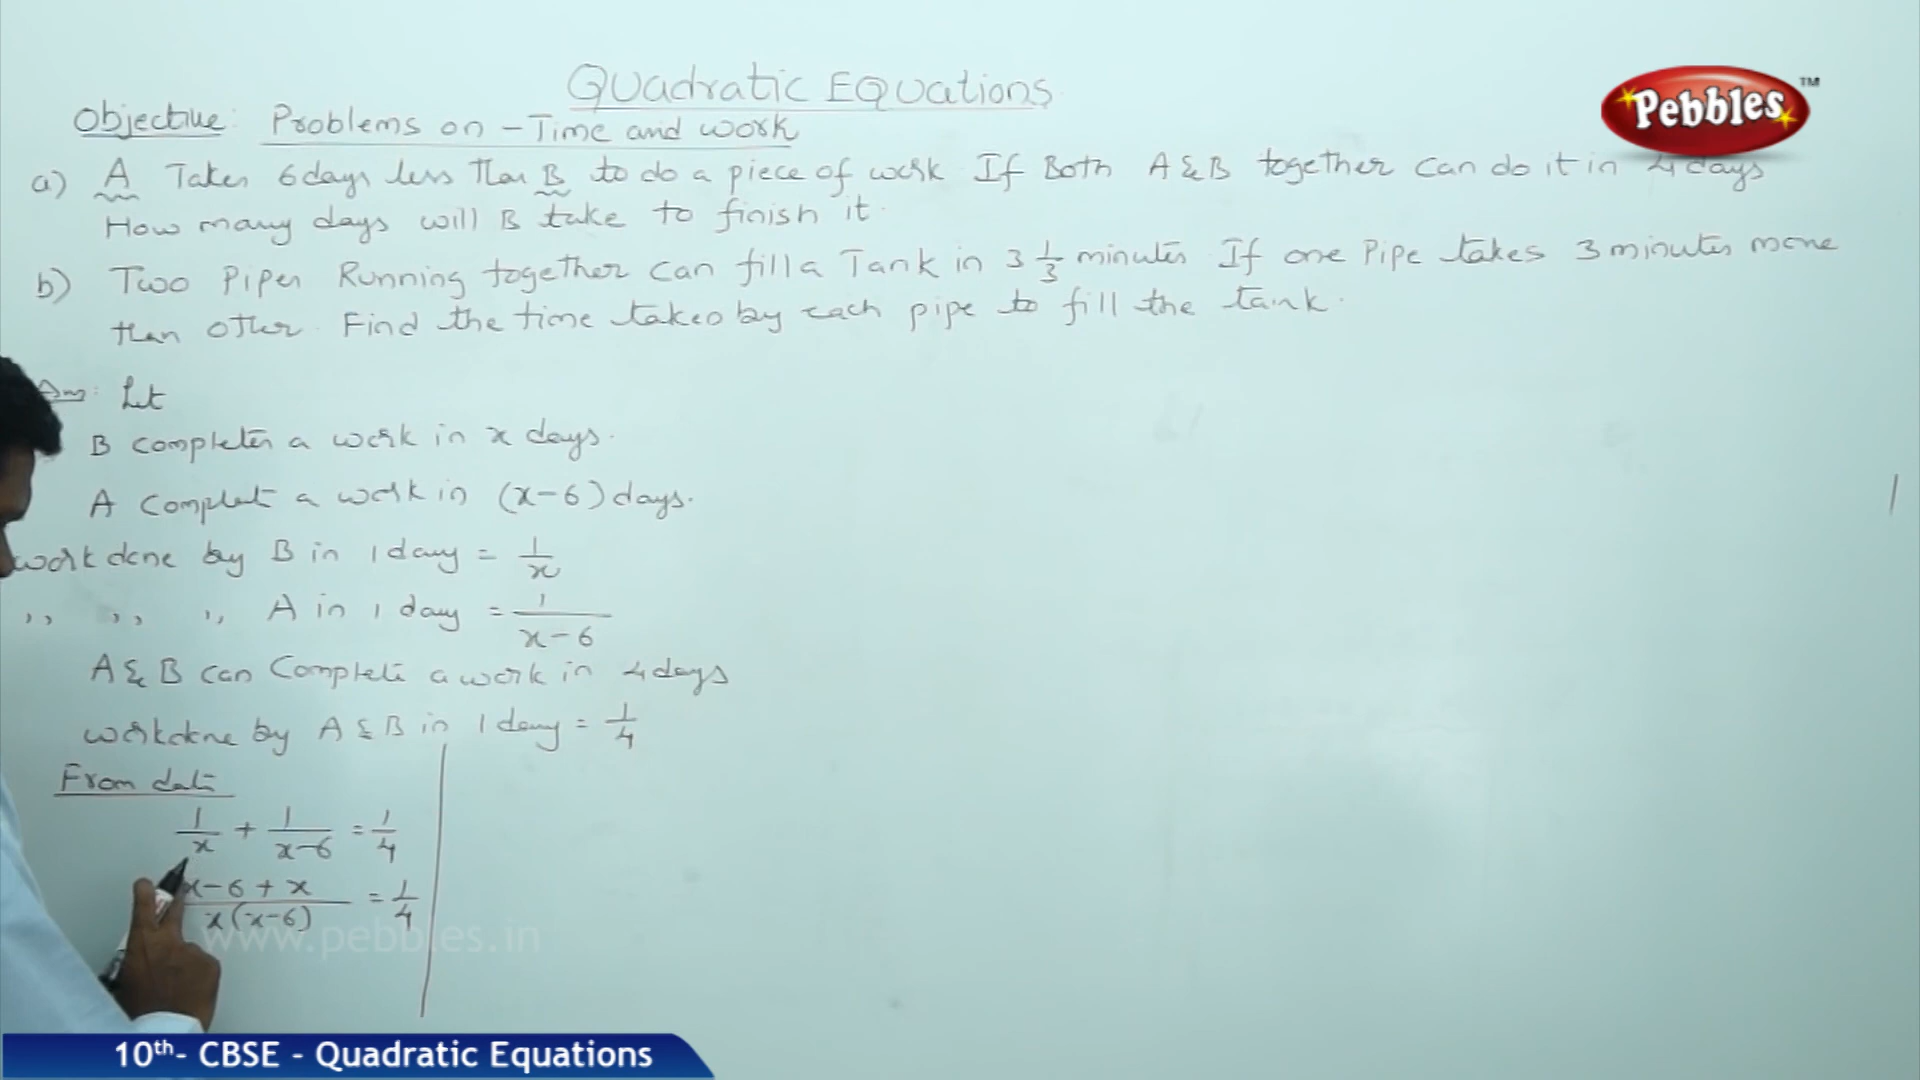 Quadratic Equations
Pebbles™
Objective: Problems on - Time and work
a) A Takes 6 days less than B to do a piece of work If Both A & B together can do it in 4 days
How many days will B take to finish it.
b) Two Pipes Running together can fill a Tank in 3 1/3 minutes If one Pipe takes 3 minutes more
than other. Find the time taken by each pipe to fill the tank.
Ans: Let
B completes a work in x days.
A complet a work in (x-6) days.
work done by B in 1 day = 1/x
,, ,, ,, A in 1 day = 1/(x-6)
A & B can Complete a work in 4 days
workdone by A & B in 1 day = 1/4
From data
1/x + 1/(x-6) = 1/4
x-6+x / x(x-6) = 1/4
www.pebbles.in
10th- CBSE - Quadratic Equations